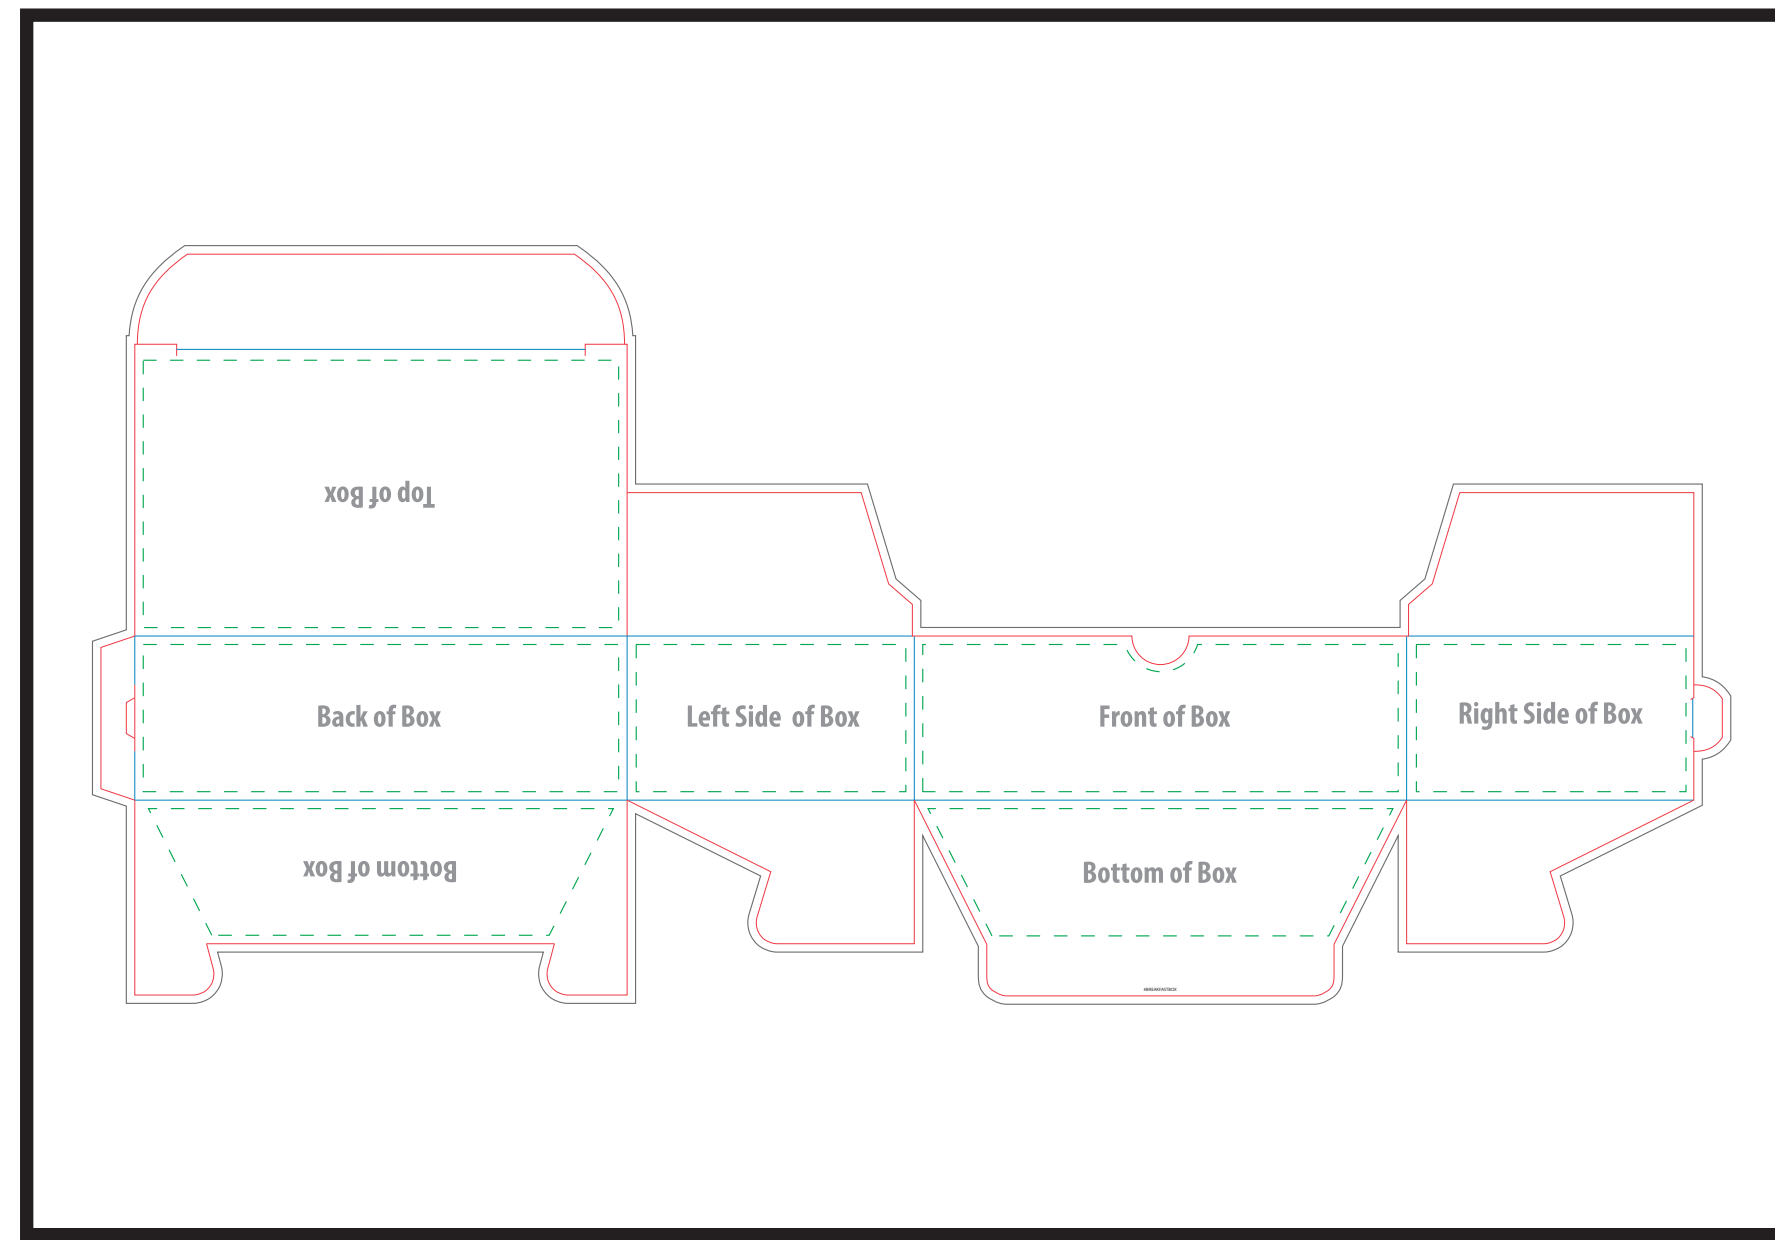 Top of Box
Back of Box
Left Side of Box
Front of Box
Right Side of Box
Bottom of Box
Bottom of Box
#BREAKFASTBOX